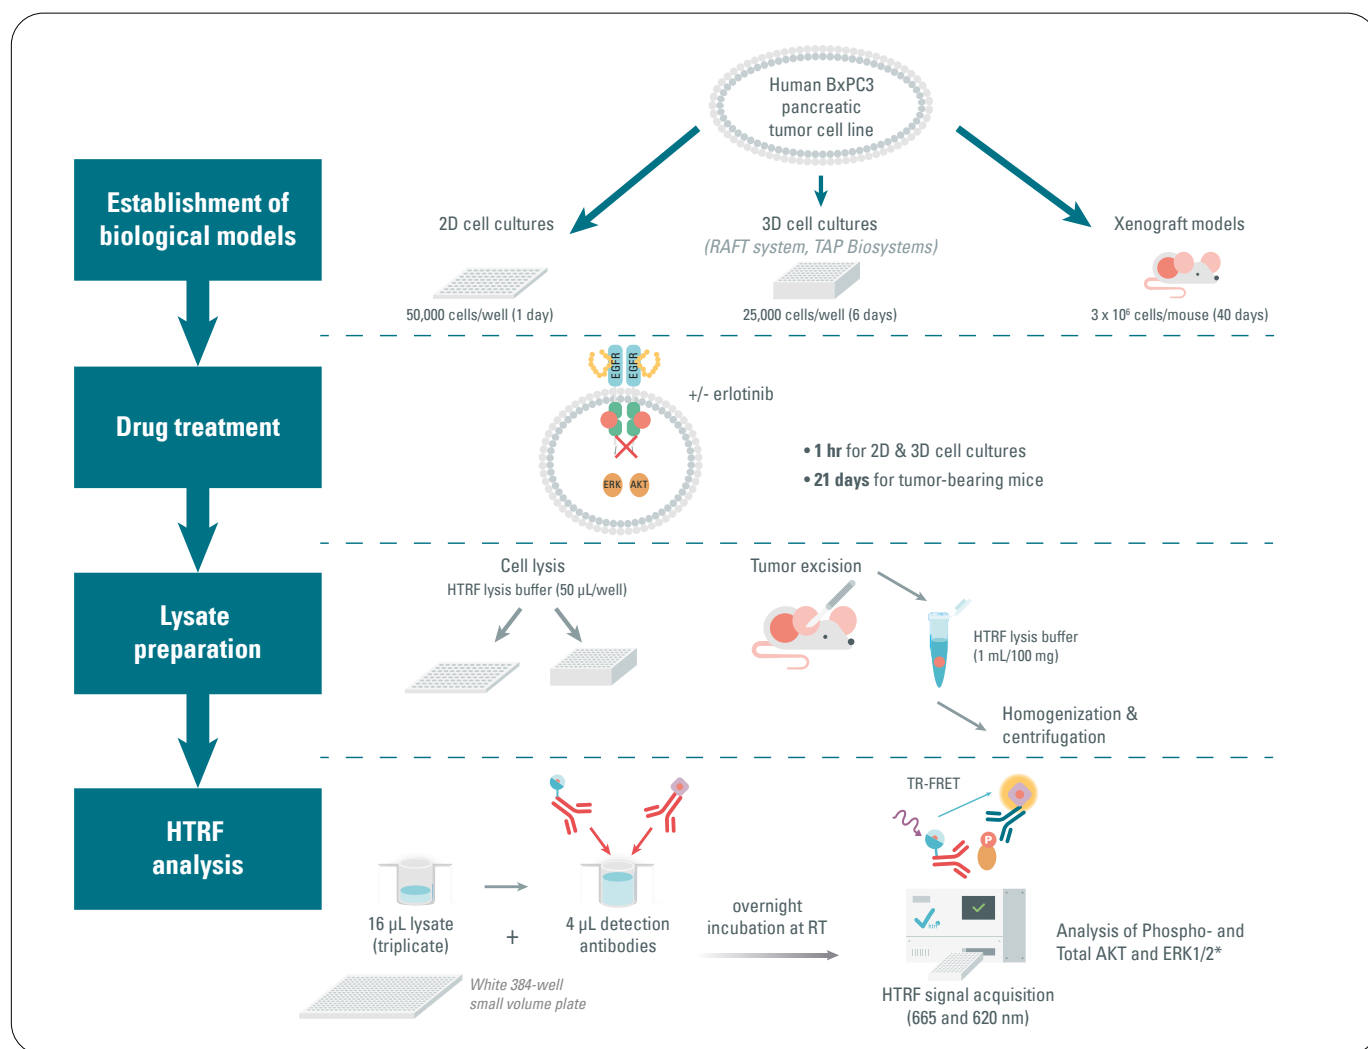 Human BxPC3
pancreatic
tumor cell line
Establishment of
biological models
2D cell cultures
3D cell cultures
(RAFT system, TAP Biosystems)
Xenograft models
50,000 cells/well (1 day)
25,000 cells/well (6 days)
3 x 10⁶ cells/mouse (40 days)
Drug treatment
EGFR
EGFR
+/- erlotinib
ERK
AKT
• 1 hr for 2D & 3D cell cultures
• 21 days for tumor-bearing mice
Lysate
preparation
Cell lysis
HTRF lysis buffer (50 µL/well)
Tumor excision
HTRF lysis buffer
(1 mL/100 mg)
Homogenization &
centrifugation
HTRF
analysis
16 µL lysate
(triplicate)
+
4 µL detection
antibodies
White 384-well
small volume plate
overnight
incubation at RT
TR-FRET
P
HTRF signal acquisition
(665 and 620 nm)
Analysis of Phospho- and
Total AKT and ERK1/2*